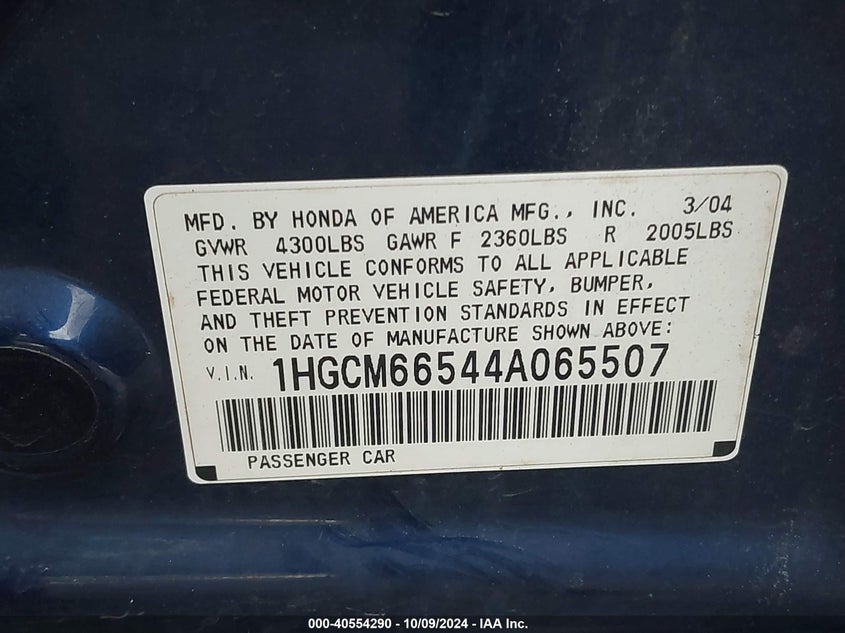 MFD. BY HONDA OF AMERICA MFG., INC. 3/04
GVWR 4300LBS GAWR F 2360LBS R 2005LBS
THIS VEHICLE CONFORMS TO ALL APPLICABLE
FEDERAL MOTOR VEHICLE SAFETY, BUMPER,
AND THEFT PREVENTION STANDARDS IN EFFECT
ON THE DATE OF MANUFACTURE SHOWN ABOVE:
V.I.N. 1HGCM66544A065507
PASSENGER CAR
000-40554290 - 10/09/2024 - IAA Inc.